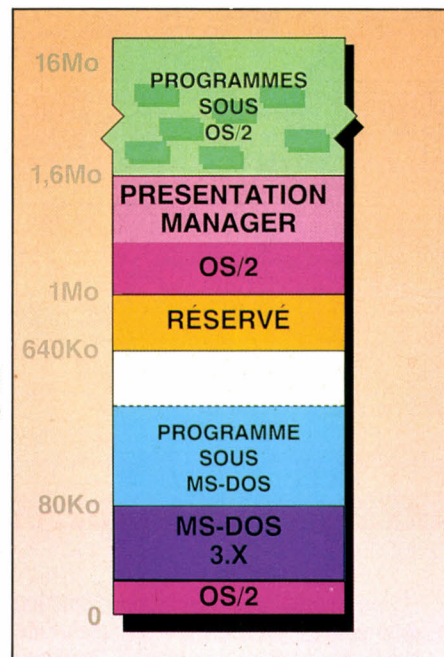 16Mo
PROGRAMMES
SOUS
OS/2
1,6Mo
PRESENTATION
MANAGER
OS/2
1Mo
RÉSERVÉ
640Ko
PROGRAMME
SOUS
MS-DOS
80Ko
MS-DOS
3.X
OS/2
0